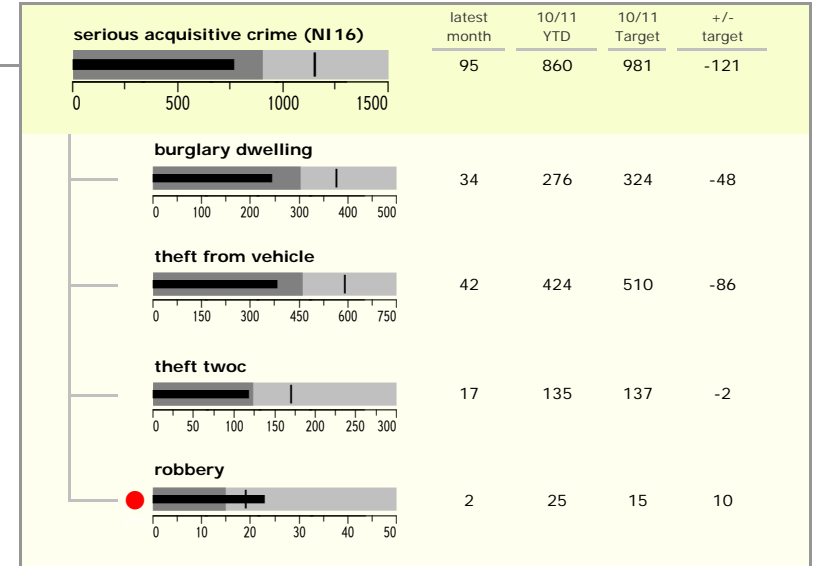 latest 10/11 10/11 +/-
serious acquisitive crime (NI16) month YTD Target target
95 860 981 -121
0 500 1000 1500
burglary dwelling
34 276 324 -48
0 100 200 300 400 500
theft from vehicle
42 424 510 -86
0 150 300 450 600 750
theft twoc
17 135 137 -2
0 50 100 150 200 250 300
robbery
2 25 15 10
0 10 20 30 40 50